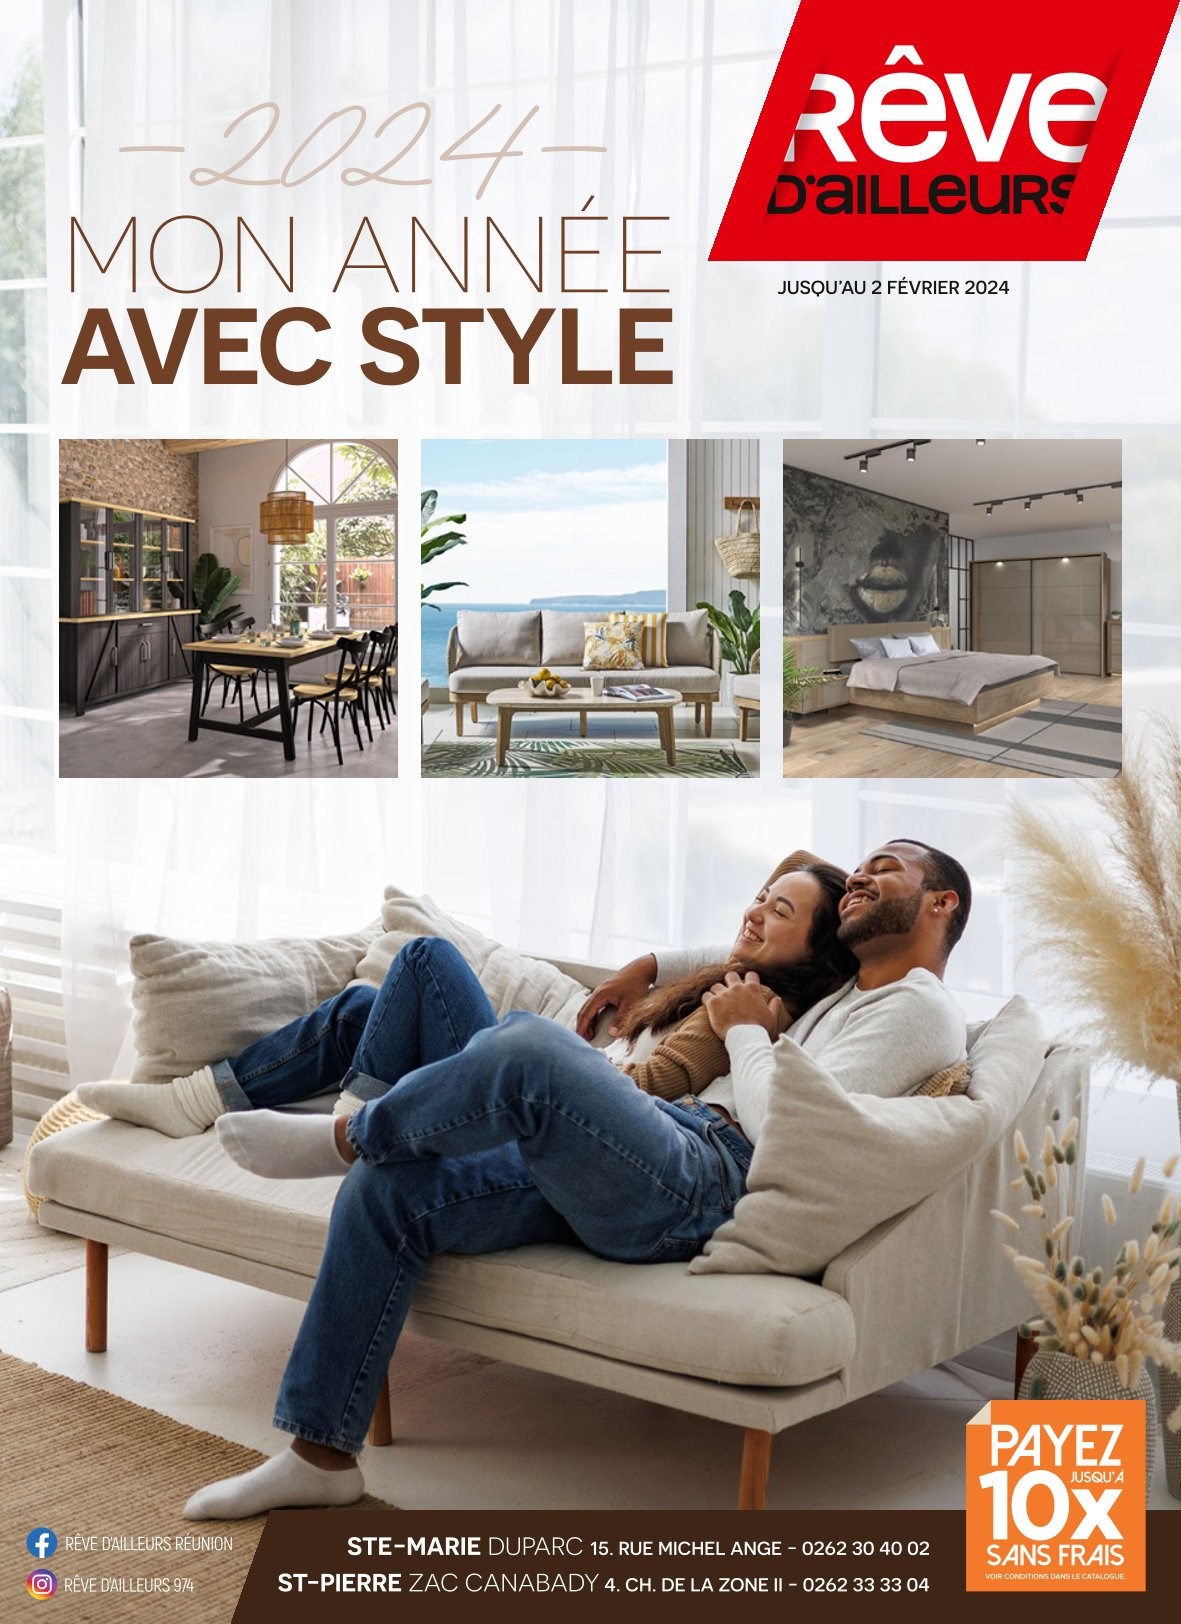 RÊVE
D'AILLEURS
JUSQU'AU 2 FÉVRIER 2024
2024
MON ANNÉE
AVEC STYLE
PAYEZ
JUSQU'À
10X
SANS FRAIS
VOIR CONDITIONS DANS LE CATALOGUE.
RÊVE D'AILLEURS RÉUNION
RÊVE D'AILLEURS 974
STE-MARIE DUPARC 15. RUE MICHEL ANGE - 0262 30 40 02
ST-PIERRE ZAC CANABADY 4. CH. DE LA ZONE II - 0262 33 33 04